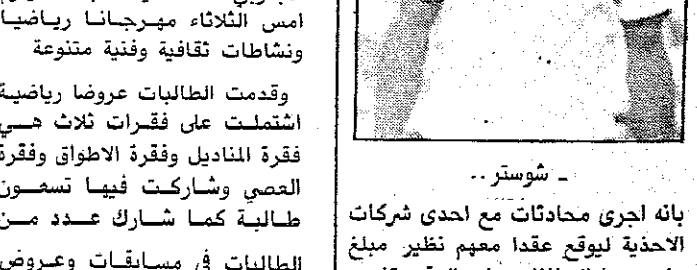 امس الثلاثاء مهرجانا رياضيا
ونشاطات ثقافية وفنية متنوعة
وقدمت الطالبات عروضا رياضية
اشتملت على فقرات ثلاث هي
فقرة المناديل وفقرة الاطواق وفقرة
العصي وشاركت فيها تسعون
طالبة كما شارك عدد من
الطالبات في مسابقات وعروض
ـ شوستر ..
بانه اجرى محادثات مع احدى شركات
الاحذية ليوقع عقدا معهم نظير مبلغ